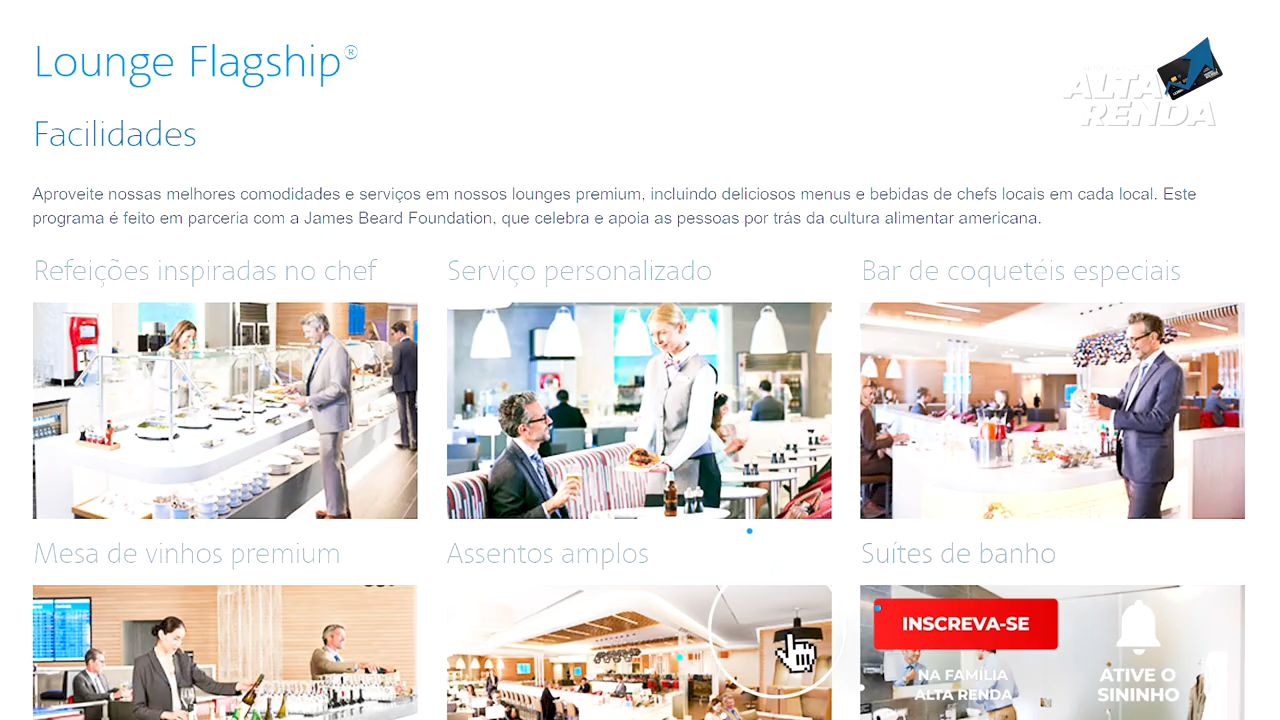 Lounge Flagship®
ALTA
RENDA
Facilidades
Aproveite nossas melhores comodidades e serviços em nossos lounges premium, incluindo deliciosos menus e bebidas de chefs locais em cada local. Este
programa é feito em parceria com a James Beard Foundation, que celebra e apoia as pessoas por trás da cultura alimentar americana.
Refeições inspiradas no chef
Serviço personalizado
Bar de coquetéis especiais
Mesa de vinhos premium
Assentos amplos
Suítes de banho
INSCREVA-SE
NA FAMÍLIA
ALTA RENDA
ATIVE O
SININHO